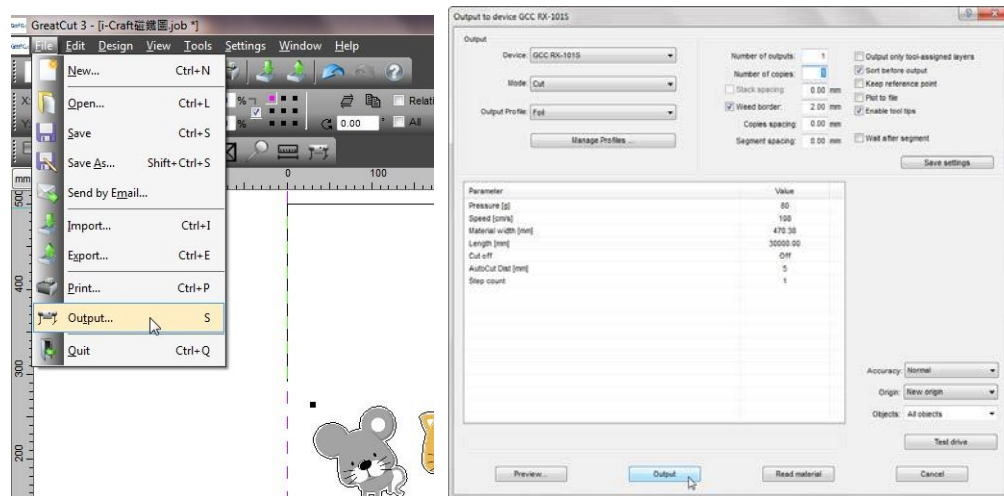 GreatCut 3 - [i-Craft磁鐵圖.job *]
File Edit Design View Tools Settings Window Help
New... Ctrl+N
Open... Ctrl+L
Save Ctrl+S
Save As... Shift+Ctrl+S
Send by Email...
Import... Ctrl+I
Export... Ctrl+E
Print... Ctrl+P
Output... S
Quit Ctrl+Q
X:
%
%
0.00 °
Relati
All
mm
0 100
500
400
300
200
Output to device GCC RX-101S
Output
Device: GCC RX-101S
Mode: Cut
Output Profile: Foil
Manage Profiles ...
Number of outputs: 1
Number of copies: 1
Stack spacing: 0.00 mm
Weed border: 2.00 mm
Copies spacing: 0.00 mm
Segment spacing: 0.00 mm
Output only tool-assigned layers
Sort before output
Keep reference point
Plot to file
Enable tool tips
Wait after segment
Save settings
Parameter Value
Pressure [g] 80
Speed [cm/s] 108
Material width [mm] 470.38
Length [mm] 30000.00
Cut off Off
AutoCut Dist [mm] 5
Step count 1
Accuracy: Normal
Origin: New origin
Objects: All objects
Test drive
Preview... Output Read material Cancel